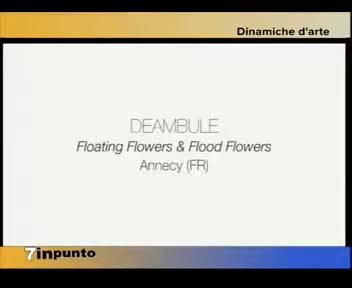 Dinamiche d'arte
DEAMBULE
Floating Flowers & Flood Flowers
Annecy (FR)
7inpunto